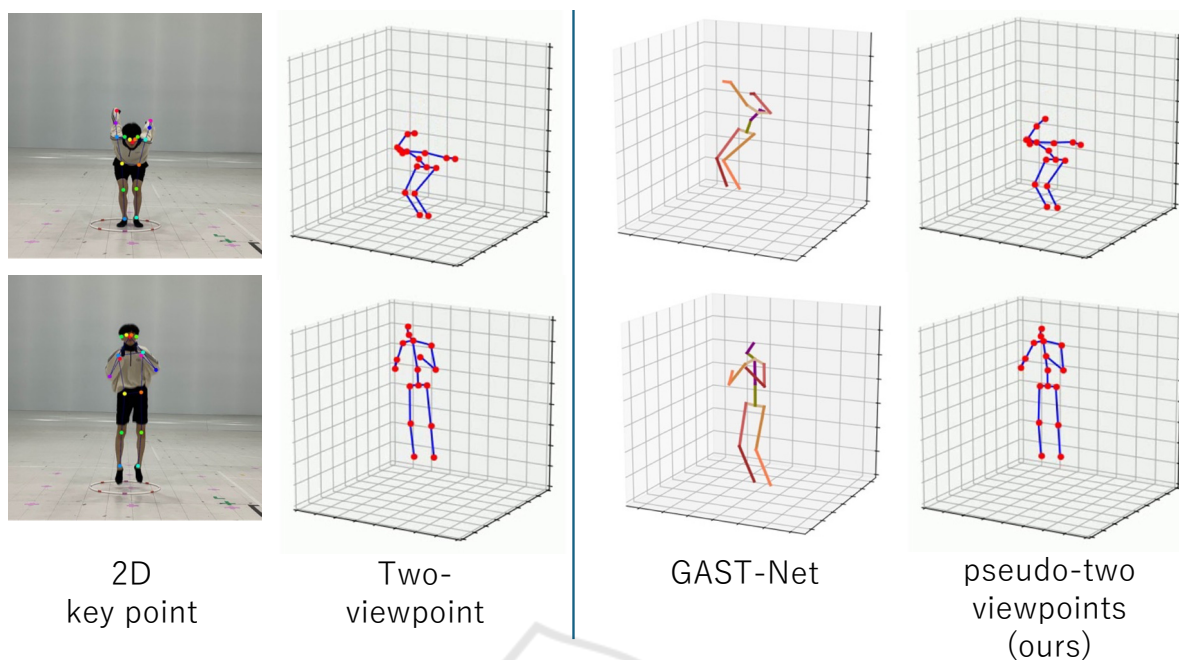 2D
key point
Two-
viewpoint
GAST-Net
pseudo-two
viewpoints
(ours)